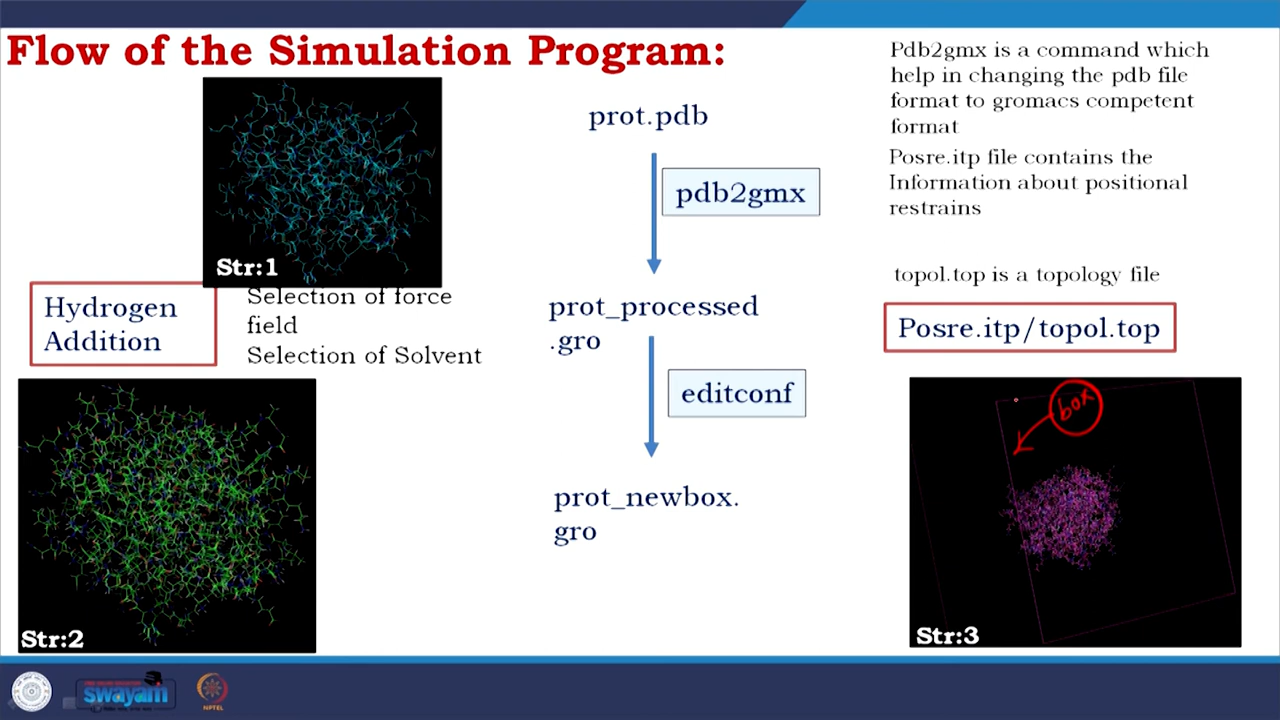 Flow of the Simulation Program:
Str:1
Hydrogen
Addition
Selection of force
field
Selection of Solvent
Str:2
prot.pdb
pdb2gmx
prot_processed
.gro
editconf
prot_newbox.
gro
Pdb2gmx is a command which
help in changing the pdb file
format to gromacs competent
format
Posre.itp file contains the
Information about positional
restrains
topol.top is a topology file
Posre.itp/topol.top
box
Str:3
swayam
NPTEL